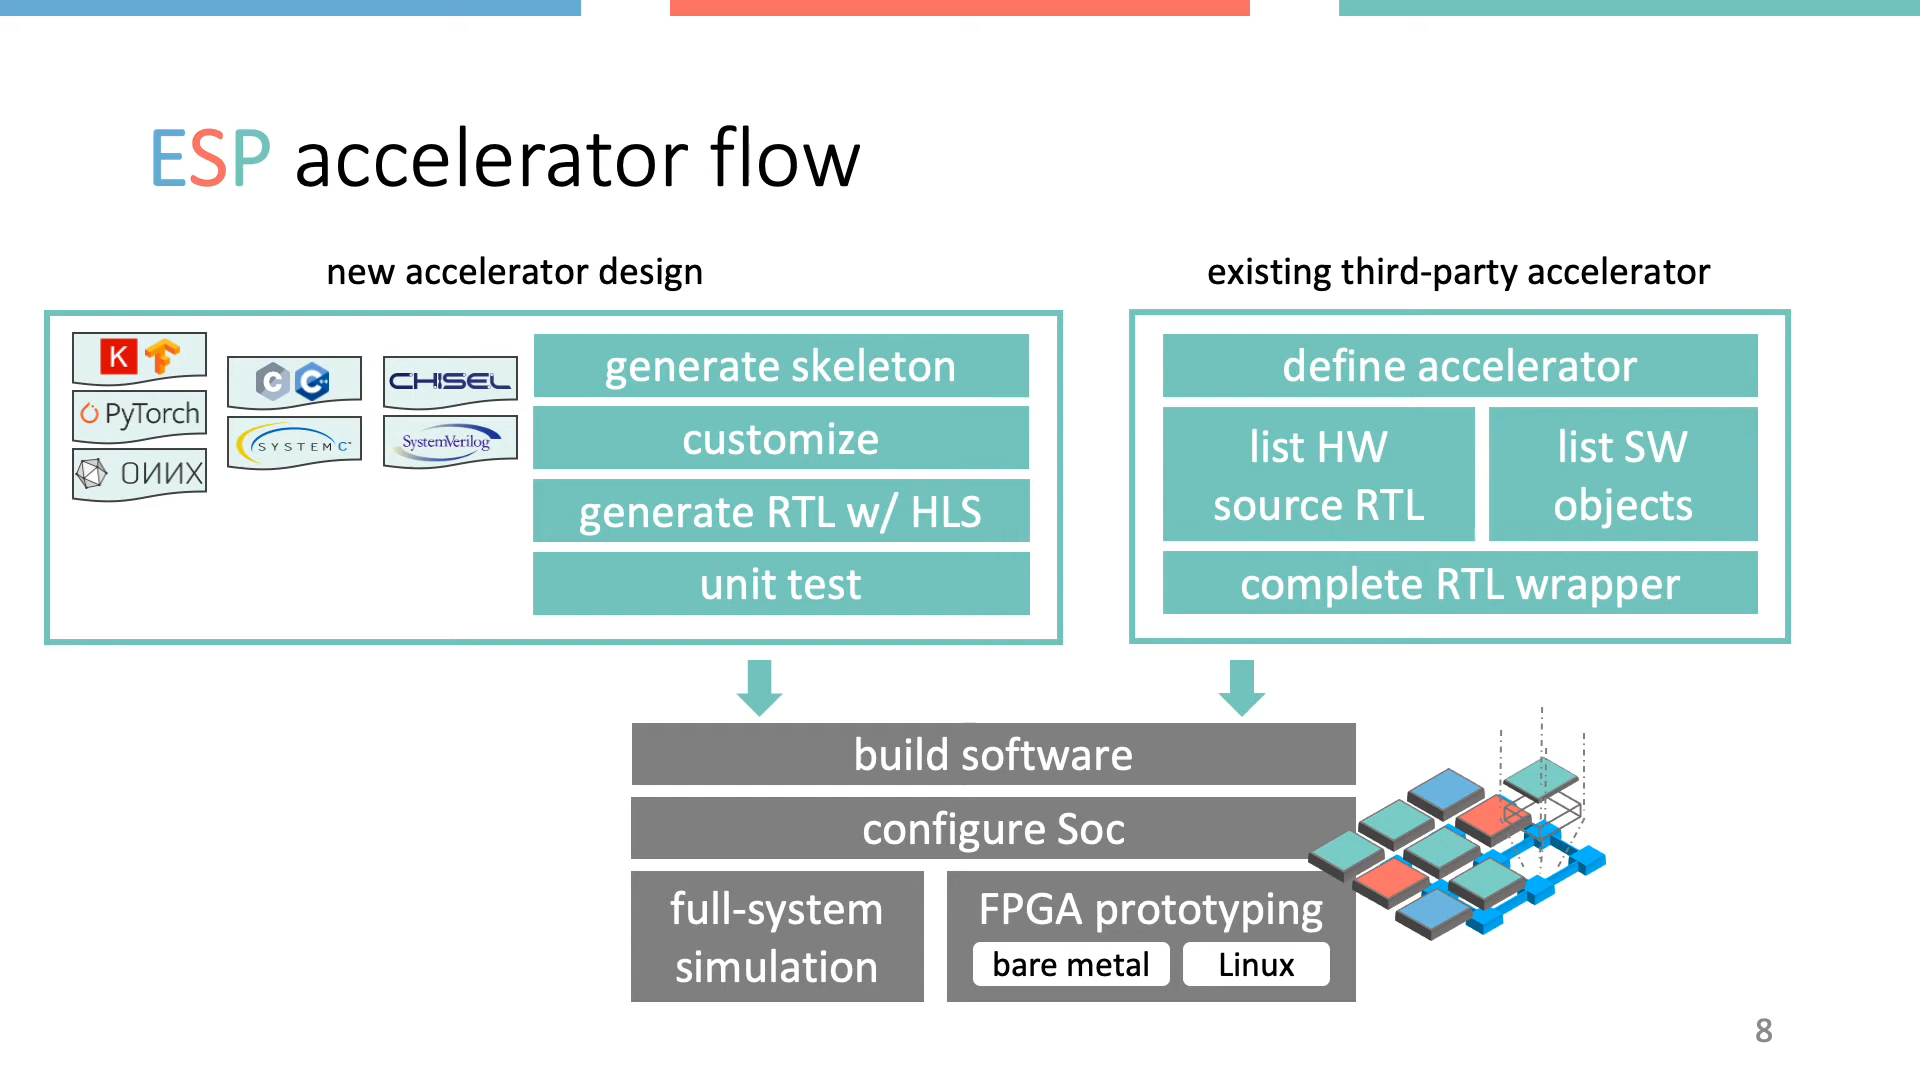 ESP accelerator flow
new accelerator design
existing third-party accelerator
K
PyTorch
ONNX
C C++
SYSTEM C™
CHISEL
SystemVerilog
generate skeleton
customize
generate RTL w/ HLS
unit test
define accelerator
list HW
source RTL
list SW
objects
complete RTL wrapper
build software
configure Soc
full-system
simulation
FPGA prototyping
bare metal
Linux
8